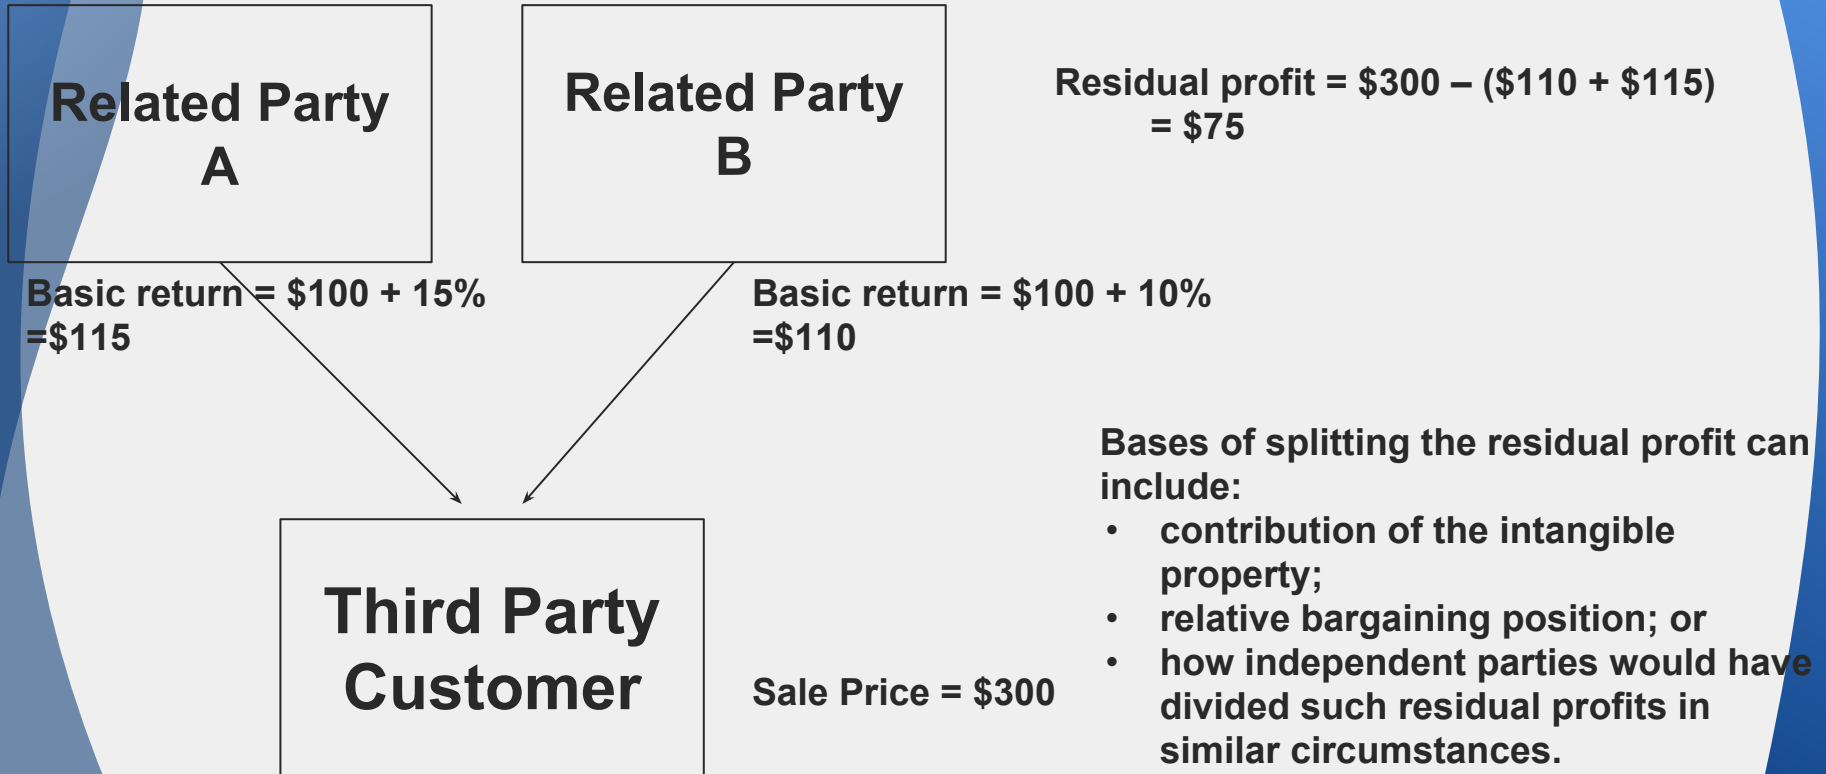 Related Party
A
Related Party
B
Residual profit = $300 – ($110 + $115)
= $75
Basic return = $100 + 15%
=$115
Basic return = $100 + 10%
=$110
Third Party
Customer
Sale Price = $300
Bases of splitting the residual profit can
include:
• contribution of the intangible
property;
• relative bargaining position; or
• how independent parties would have
divided such residual profits in
similar circumstances.